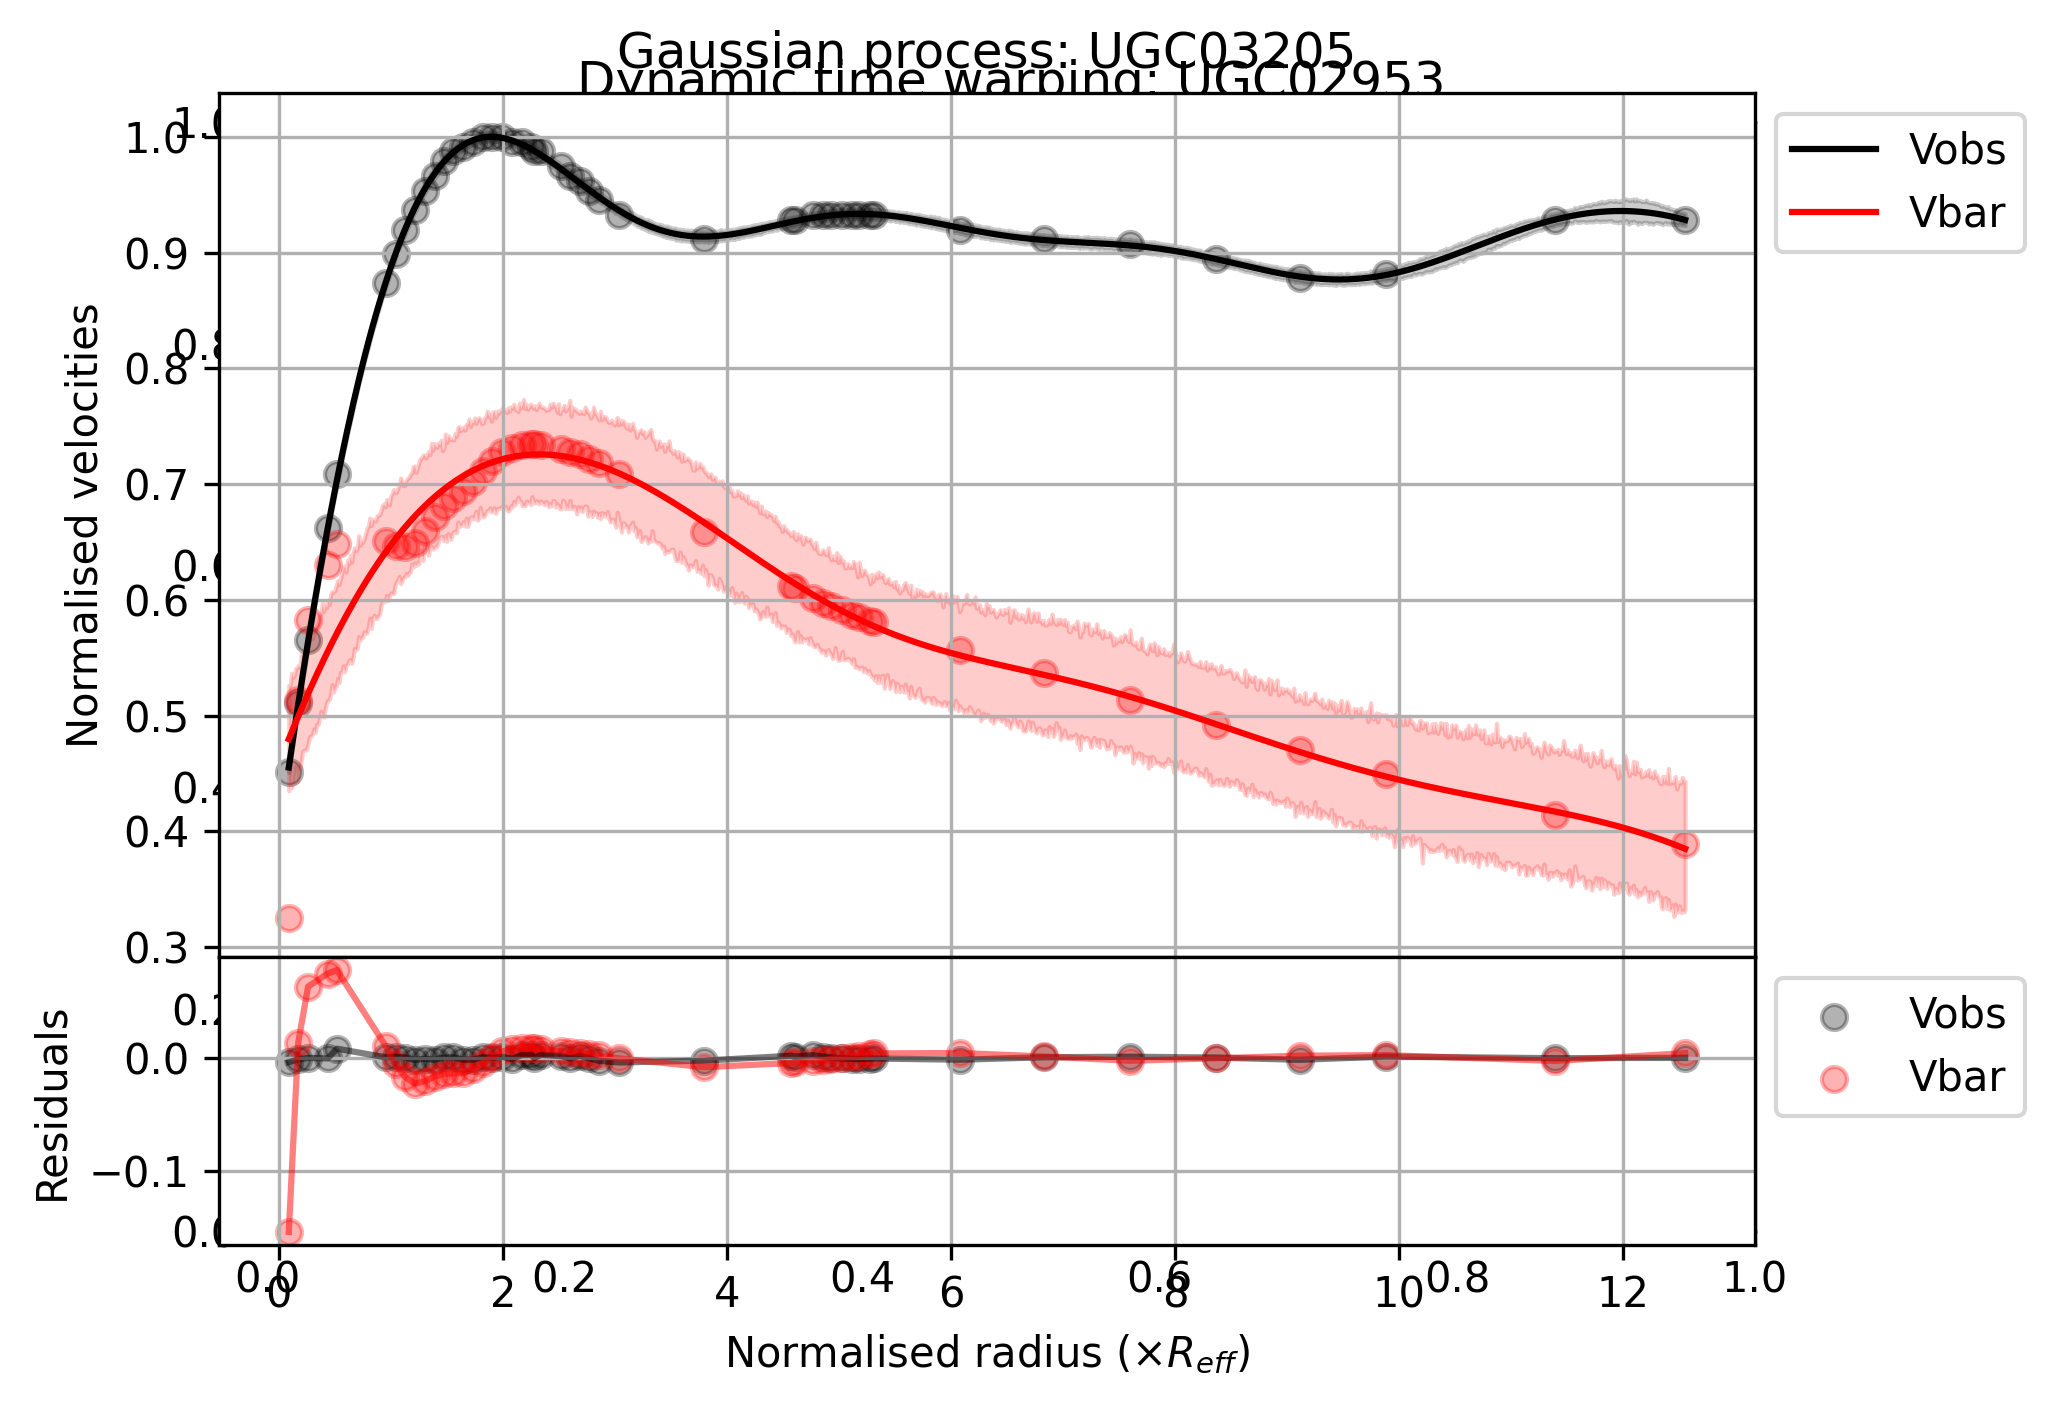 Gaussian process: UGC03205
Dynamic time warping: UGC02953
1.0
0.9
0.8
0.7
0.6
0.5
0.4
0.3
Normalised velocities
Vobs
Vbar
0.0
−0.1
Residuals
Vobs
Vbar
0.0 0.2 0.4 0.6 0.8 1.0
0 2 4 6 8 10 12
Normalised radius (×R_eff)